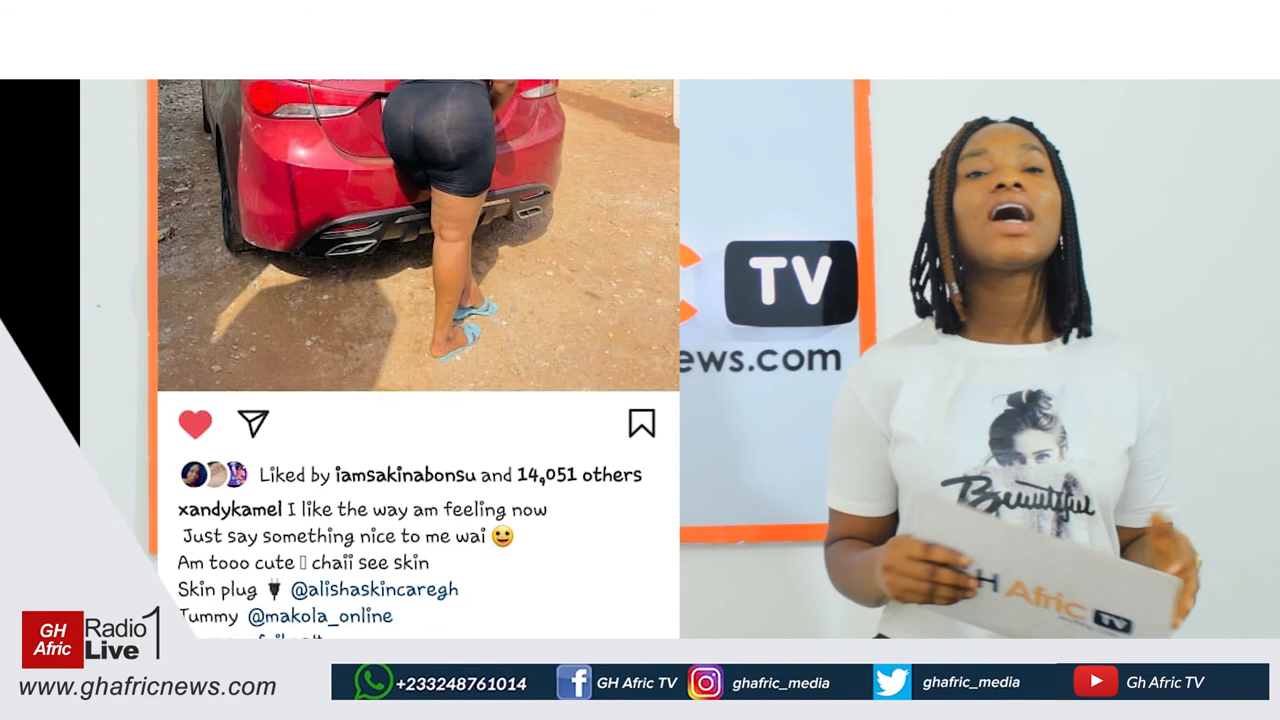 TV
ews.com
Liked by iamsakinabonsu and 14,051 others
xandykamel I like the way am feeling now
Just say something nice to me wai 😀
Am tooo cute ▯ chaii see skin
Skin plug 🔌 @alishaskincaregh
Tummy @makola_online
Beautiful
H Afric TV
GH Afric
Radio 1
Live
www.ghafricnews.com
+233248761014
GH Afric TV
ghafric_media
ghafric_media
Gh Afric TV